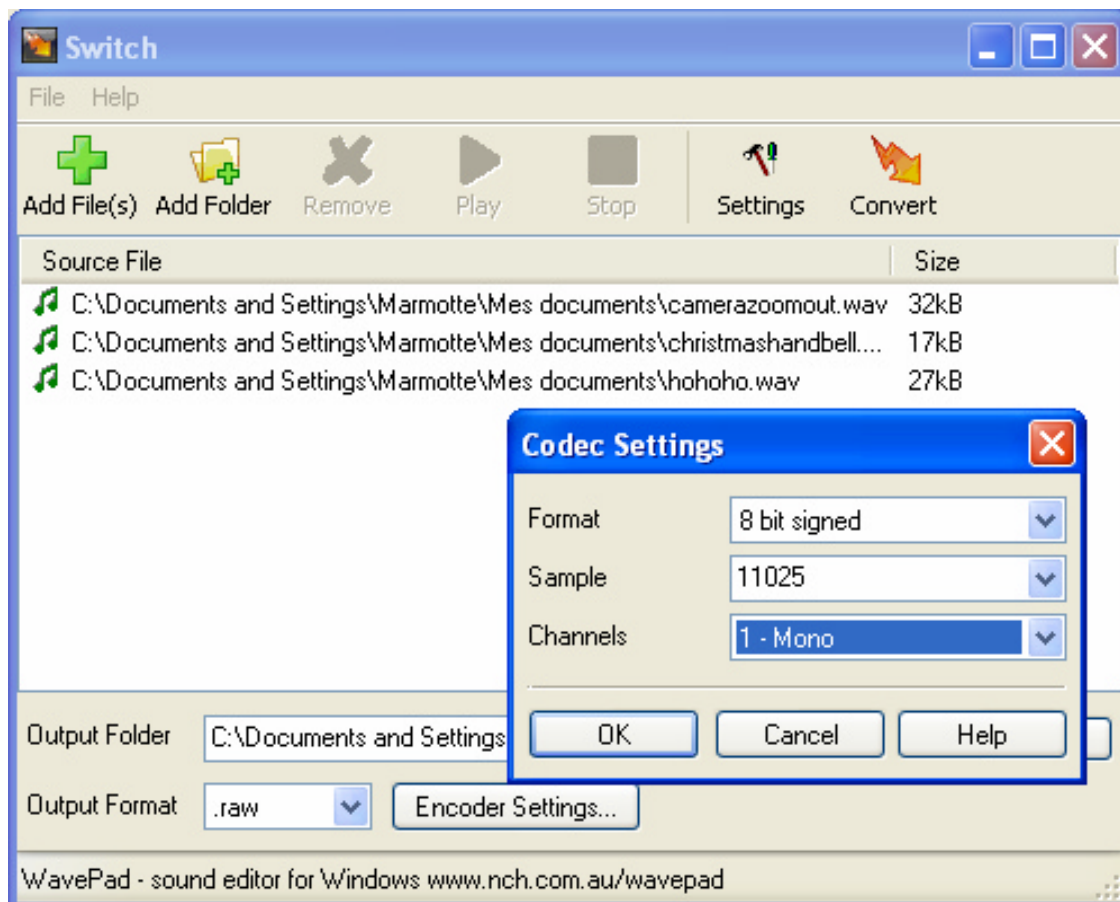 Switch
File Help
Add File(s) Add Folder Remove Play Stop Settings Convert
Source File Size
C:\Documents and Settings\Marmotte\Mes documents\camerazoomout.wav 32kB
C:\Documents and Settings\Marmotte\Mes documents\christmashandbell.... 17kB
C:\Documents and Settings\Marmotte\Mes documents\hohoho.wav 27kB
Codec Settings
Format 8 bit signed
Sample 11025
Channels 1 - Mono
OK Cancel Help
Output Folder C:\Documents and Settings
Output Format .raw Encoder Settings...
WavePad - sound editor for Windows www.nch.com.au/wavepad